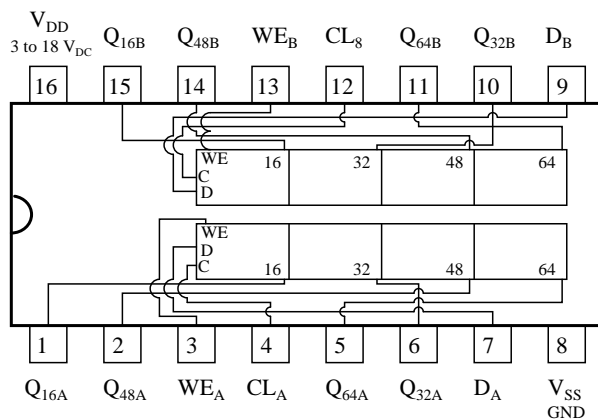 V_DD Q_16B Q_48B WE_B CL_8 Q_64B Q_32B D_B
3 to 18 V_DC
16 15 14 13 12 11 10 9
WE 16 32 48 64
C
D
WE
D
C 16 32 48 64
1 2 3 4 5 6 7 8
Q_16A Q_48A WE_A CL_A Q_64A Q_32A D_A V_SS
GND